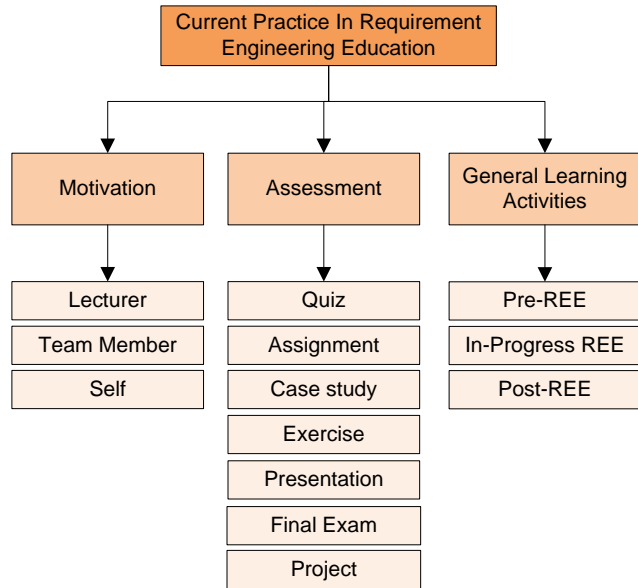 Current Practice In Requirement
Engineering Education
Motivation
Assessment
General Learning
Activities
Lecturer
Team Member
Self
Quiz
Assignment
Case study
Exercise
Presentation
Final Exam
Project
Pre-REE
In-Progress REE
Post-REE